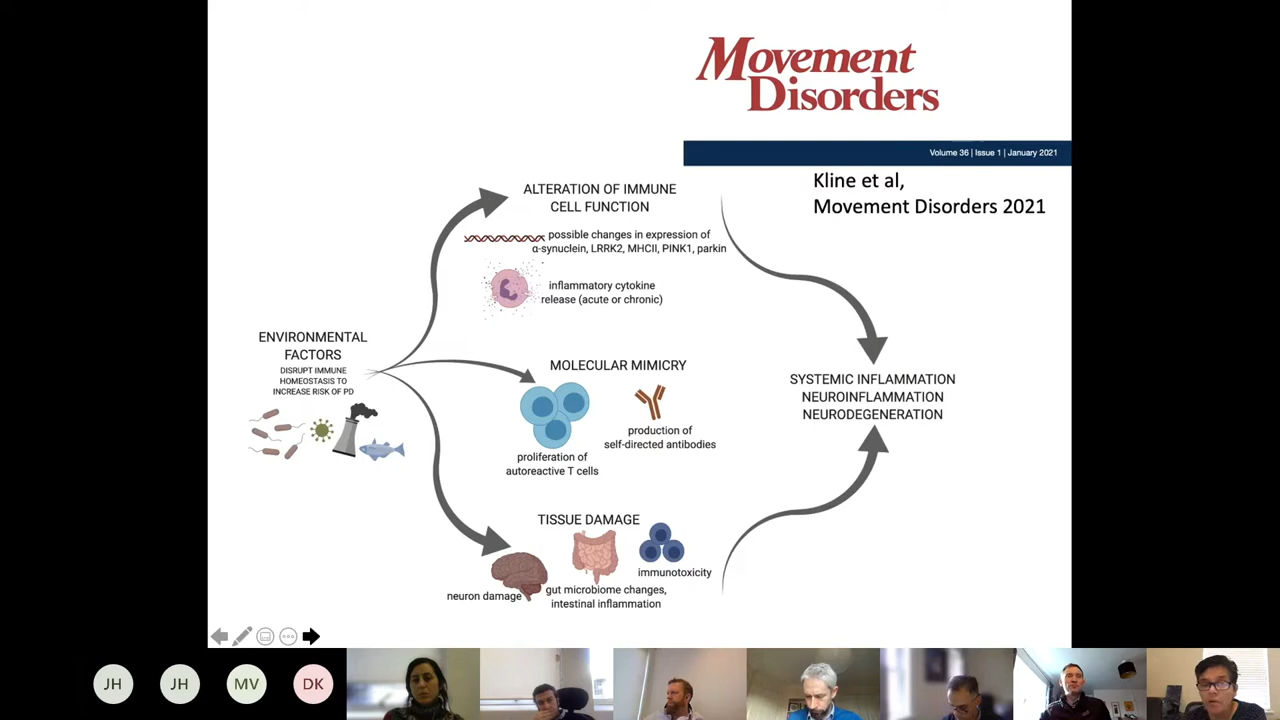 Movement
Disorders
Volume 36 | Issue 1 | January 2021
Kline et al,
Movement Disorders 2021
ALTERATION OF IMMUNE
CELL FUNCTION
possible changes in expression of
α-synuclein, LRRK2, MHCII, PINK1, parkin
inflammatory cytokine
release (acute or chronic)
ENVIRONMENTAL
FACTORS
DISRUPT IMMUNE
HOMEOSTASIS TO
INCREASE RISK OF PD
MOLECULAR MIMICRY
production of
self-directed antibodies
proliferation of
autoreactive T cells
SYSTEMIC INFLAMMATION
NEUROINFLAMMATION
NEURODEGENERATION
TISSUE DAMAGE
immunotoxicity
neuron damage
gut microbiome changes,
intestinal inflammation
JH
JH
MV
DK